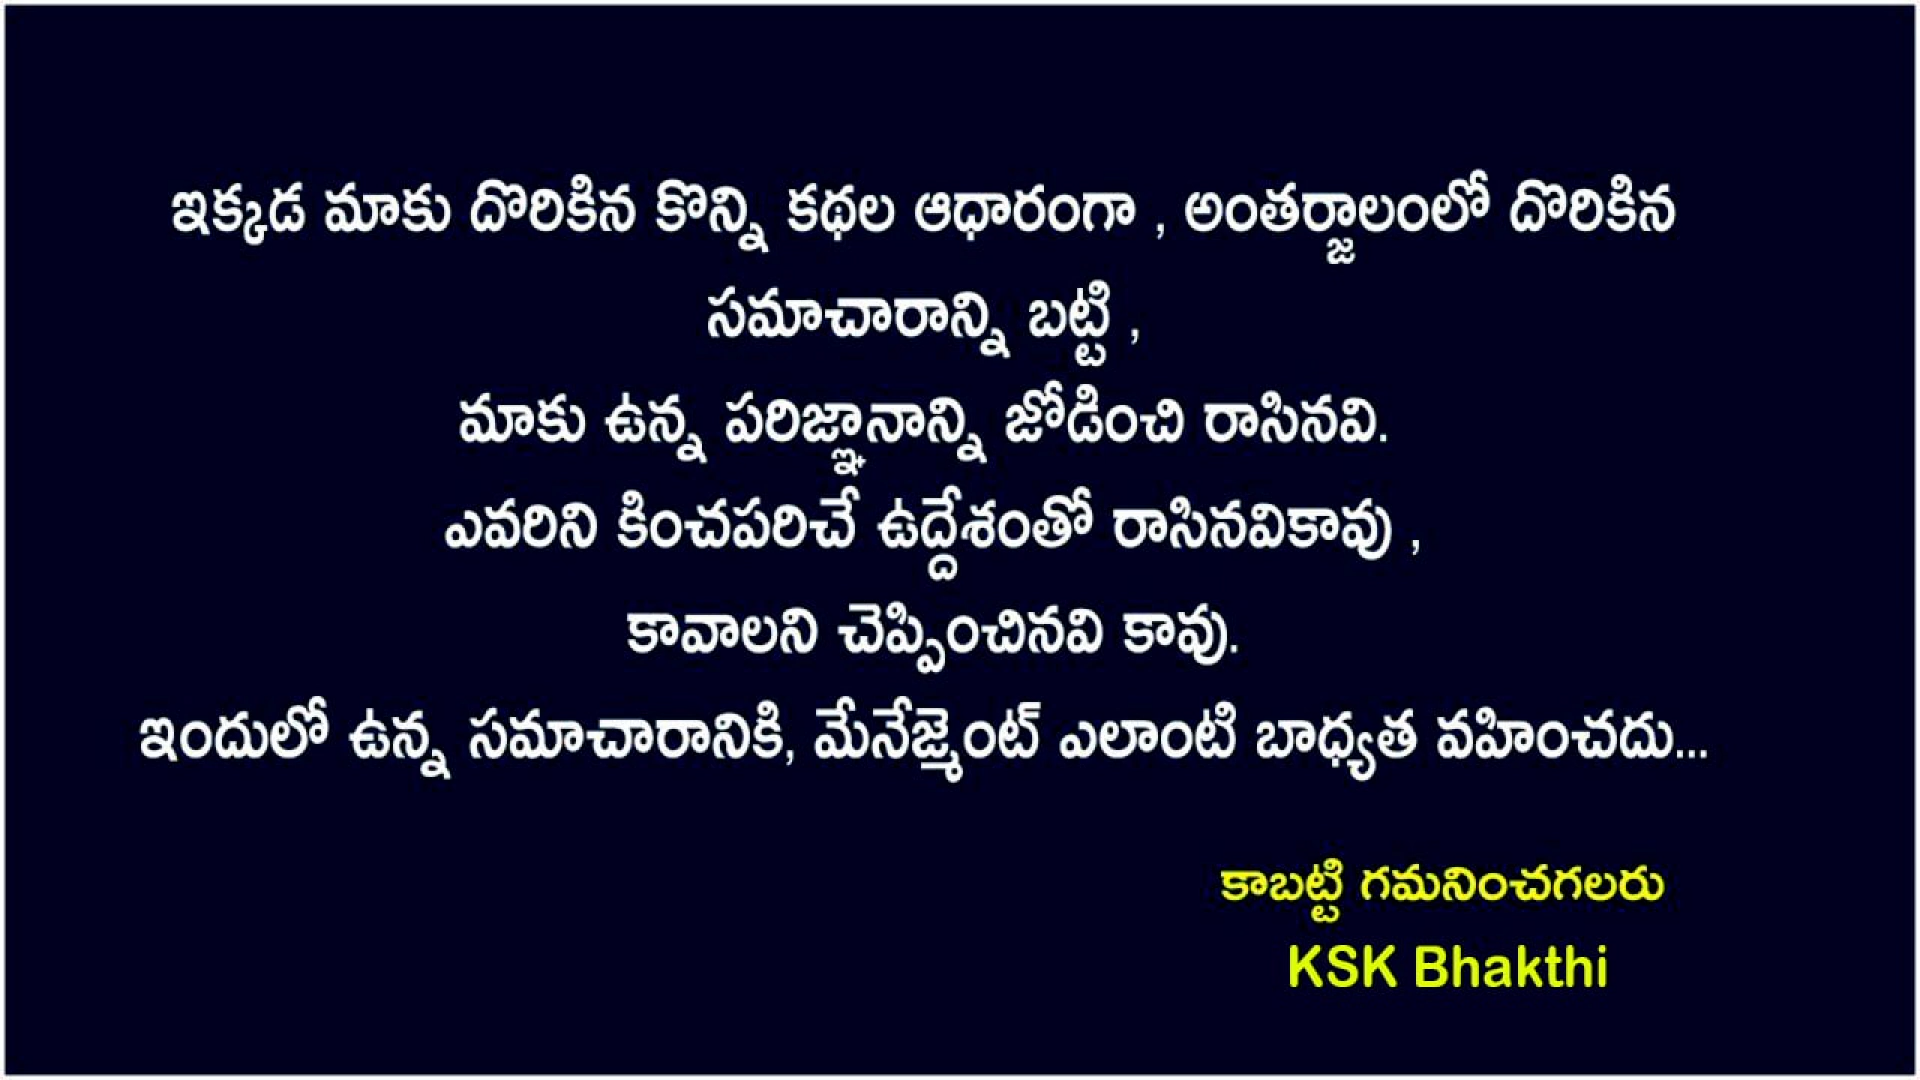 ఇక్కడ మాకు దొరికిన కొన్ని కథల ఆధారంగా , అంతర్జాలంలో దొరికిన
సమాచారాన్ని బట్టి ,
మాకు ఉన్న పరిజ్ఞానాన్ని జోడించి రాసినవి.
ఎవరిని కించపరిచే ఉద్దేశంతో రాసినవికావు ,
కావాలని చెప్పించినవి కావు.
ఇందులో ఉన్న సమాచారానికి, మేనేజ్మెంట్ ఎలాంటి బాధ్యత వహించదు...
కాబట్టి గమనించగలరు
KSK Bhakthi